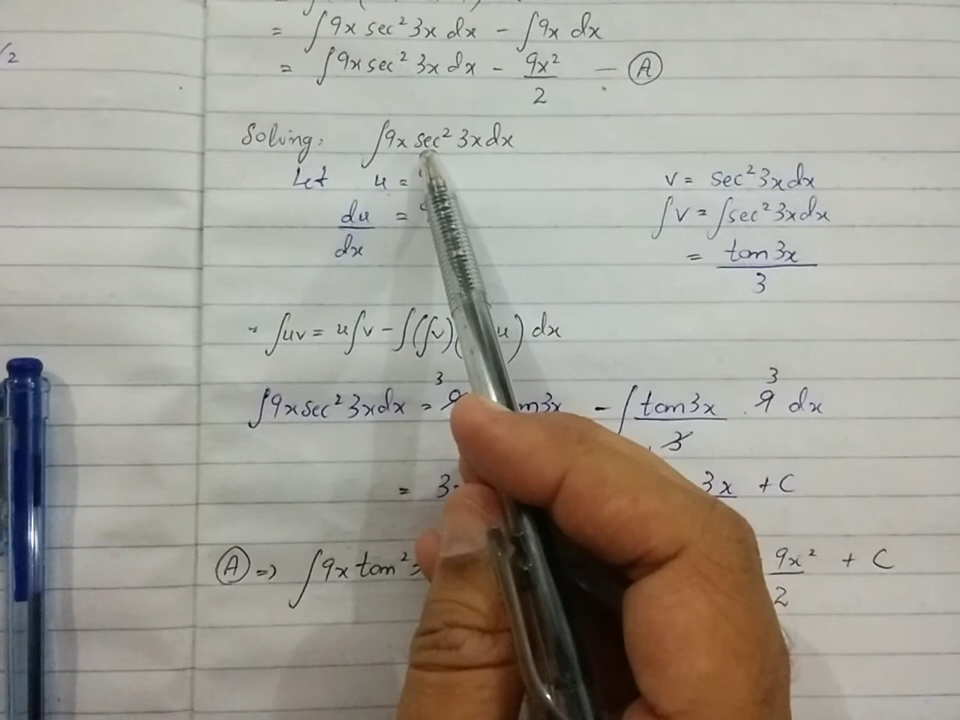 /2
= ∫9x sec² 3x dx - ∫9x dx
= ∫9x sec² 3x dx - 9x²/2 - Ⓐ
Solving: ∫9x sec² 3x dx
Let u = v = sec² 3x dx
du/dx = ∫v = ∫sec² 3x dx
= tan 3x/3
∫uv = u∫v - ∫(∫v)( u) dx
∫9x sec² 3x dx = 3 - ∫ tan 3x/3 . 9 3 dx
= 3 3x + C
Ⓐ => ∫9x tan² 9x²/2 + C